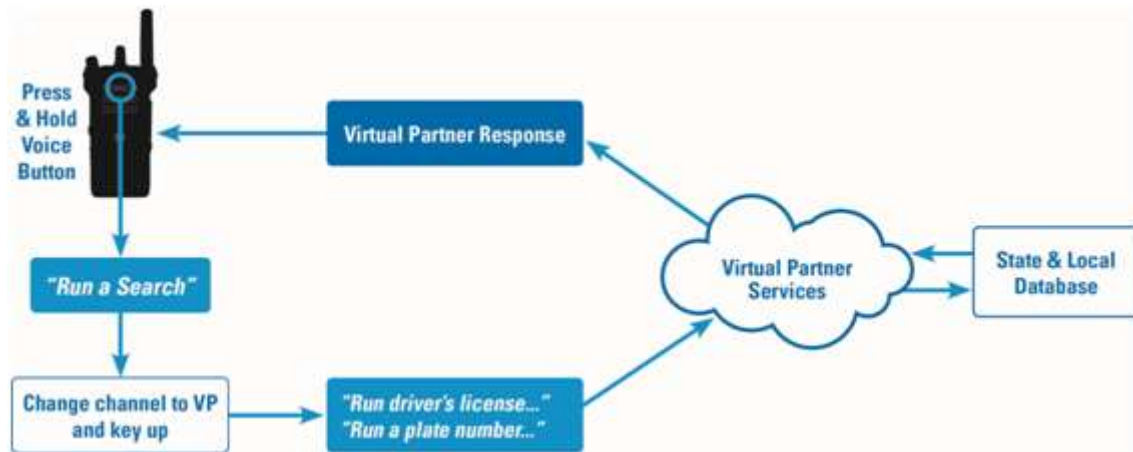 Press
& Hold
Voice
Button
Virtual Partner Response
"Run a Search"
Change channel to VP
and key up
"Run driver's license..."
"Run a plate number..."
Virtual Partner
Services
State & Local
Database